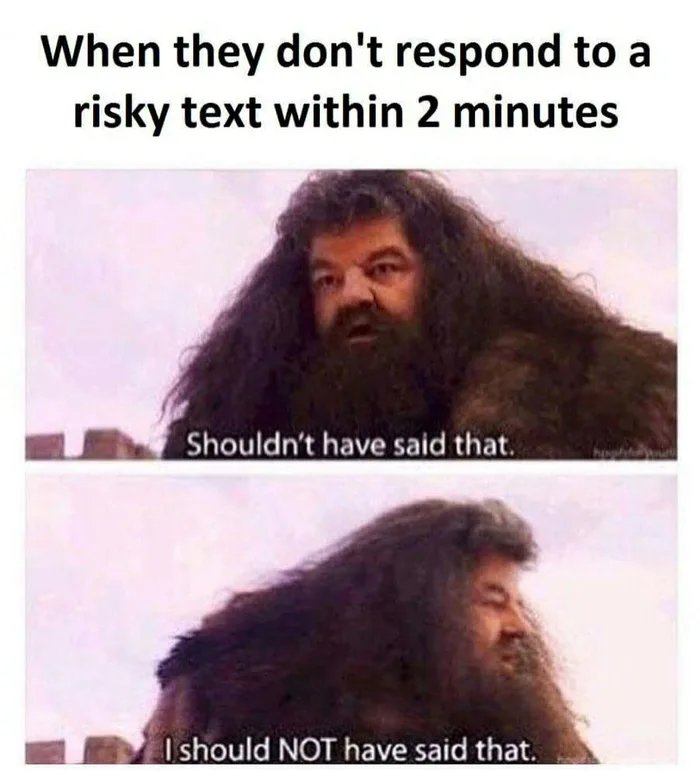 When they don't respond to a
risky text within 2 minutes
Shouldn't have said that.
I should NOT have said that.